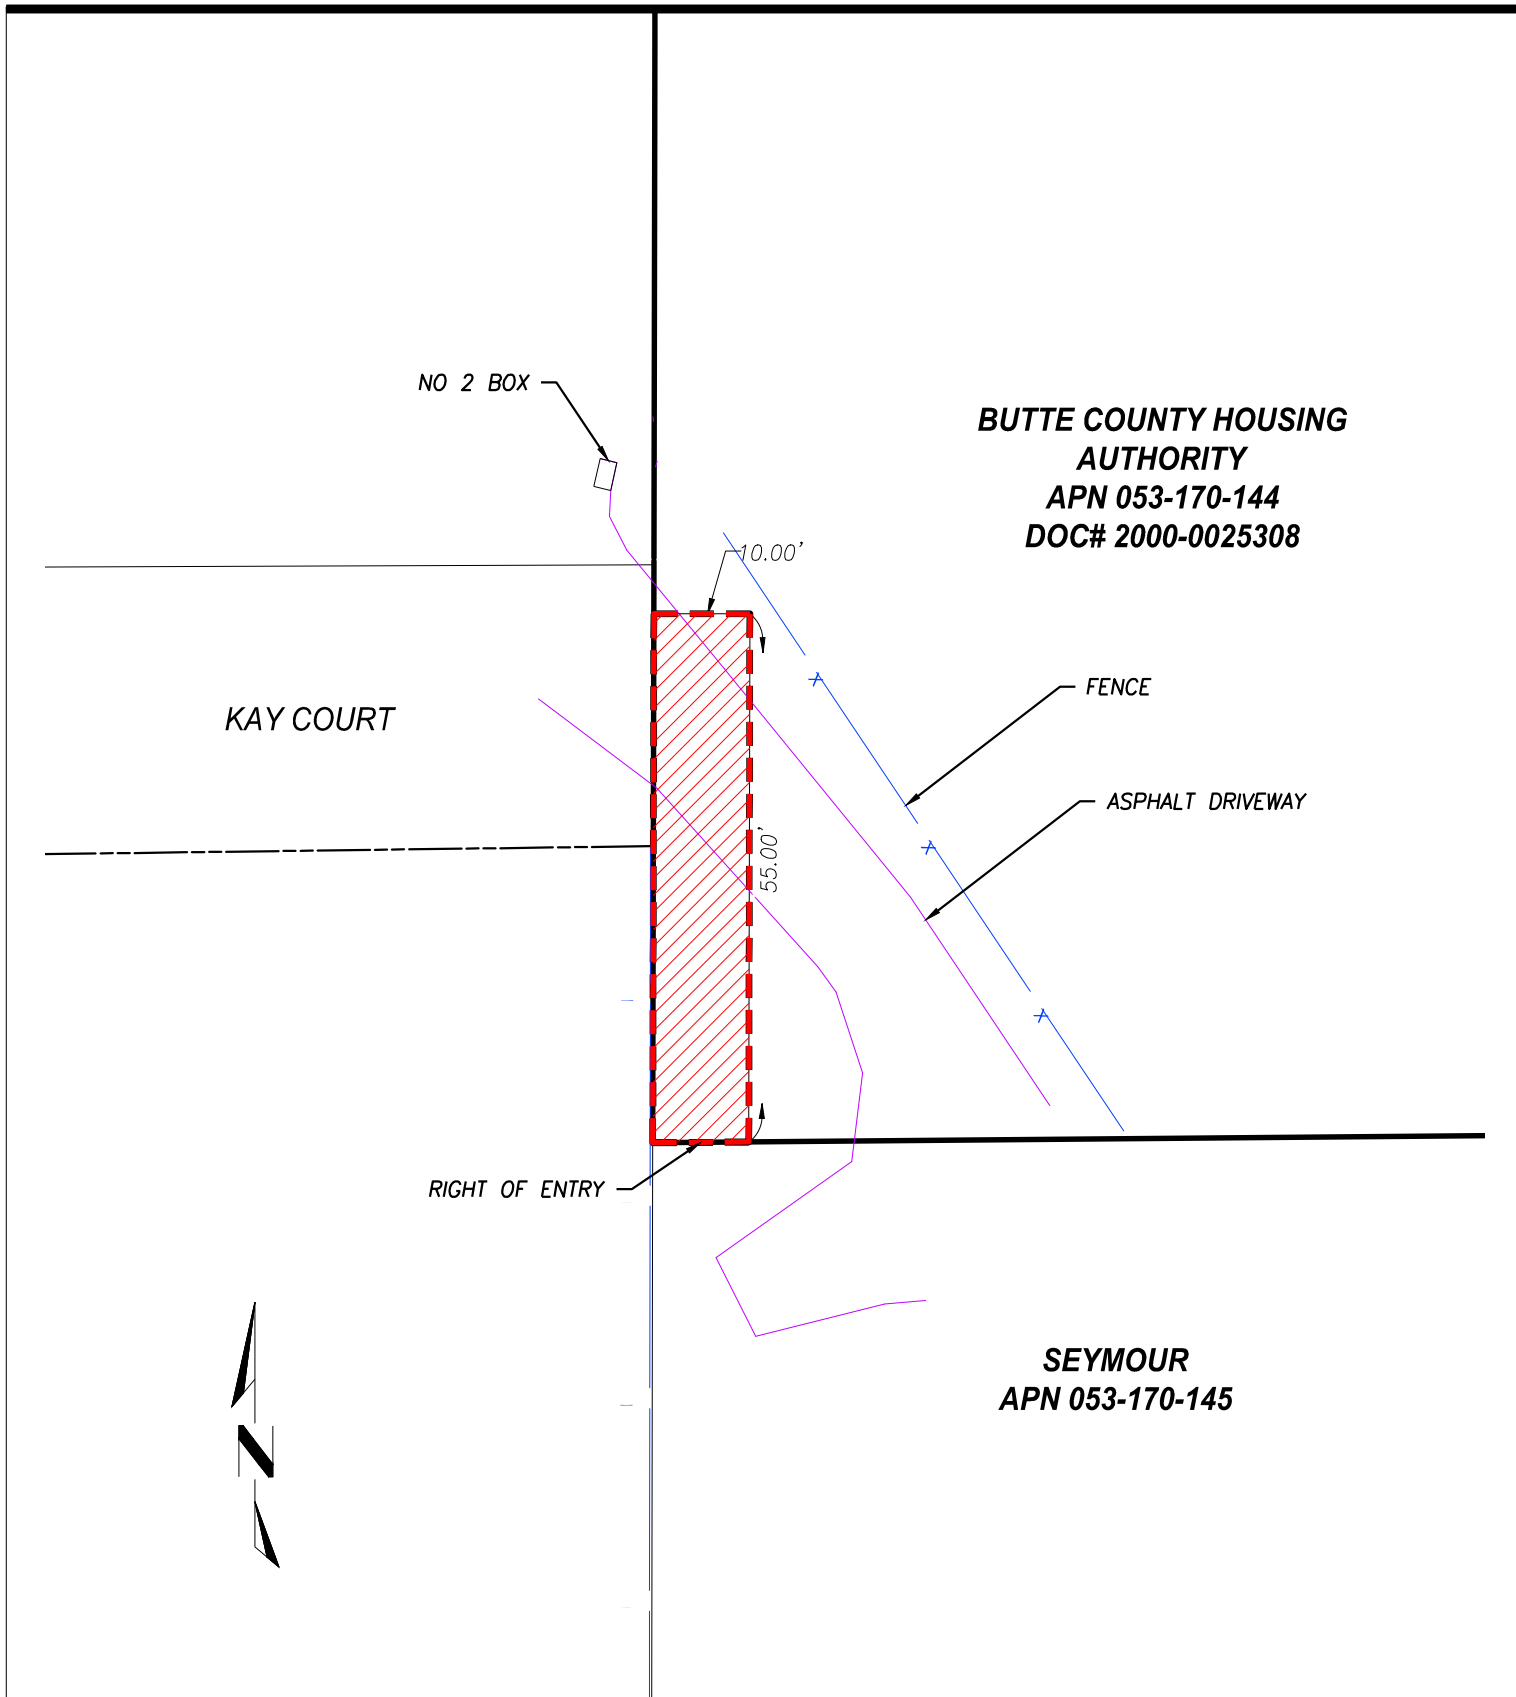 NO 2 BOX
BUTTE COUNTY HOUSING
AUTHORITY
APN 053-170-144
DOC# 2000-0025308
10.00'
FENCE
KAY COURT
ASPHALT DRIVEWAY
55.00'
RIGHT OF ENTRY
SEYMOUR
APN 053-170-145
N